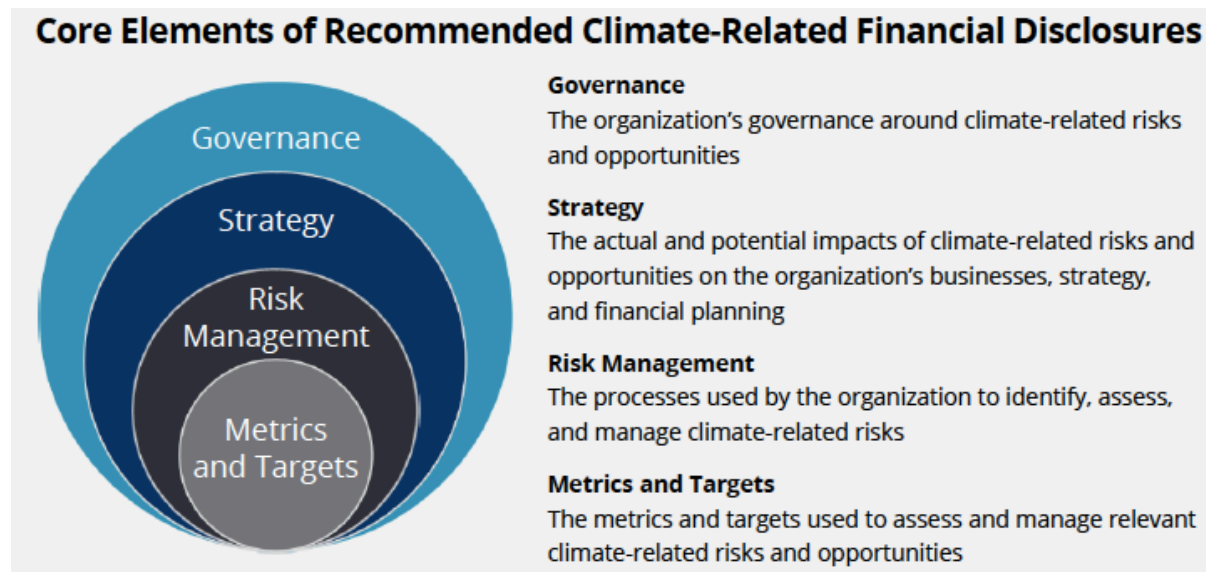 Core Elements of Recommended Climate-Related Financial Disclosures
Governance
Strategy
Risk
Management
Metrics
and Targets
Governance
The organization’s governance around climate-related risks
and opportunities
Strategy
The actual and potential impacts of climate-related risks and
opportunities on the organization’s businesses, strategy,
and financial planning
Risk Management
The processes used by the organization to identify, assess,
and manage climate-related risks
Metrics and Targets
The metrics and targets used to assess and manage relevant
climate-related risks and opportunities